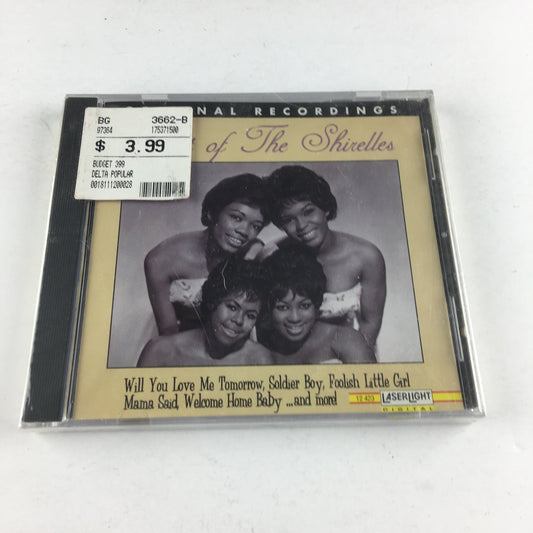 NAL RECORDINGS
of The Shirelles
BG 3662-B
97364 175371500
$ 3.99
BUDGET 399
DELTA POPULAR
0018111200028
Will You Love Me Tomorrow, Soldier Boy, Foolish Little Girl
Mama Said, Welcome Home Baby ...and more!
12 423 LASERLIGHT
DIGITAL